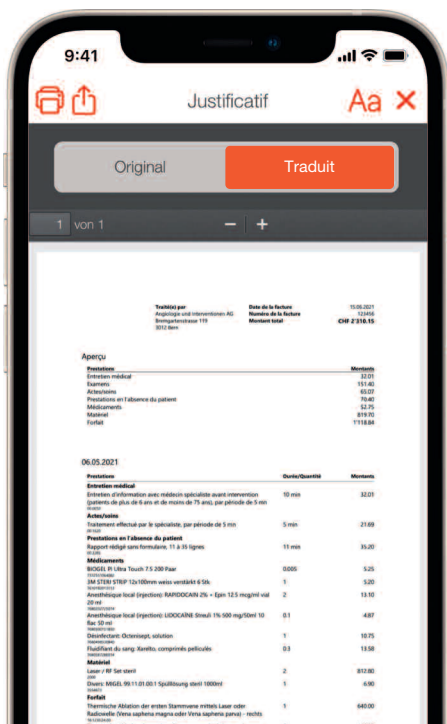 9:41
Justificatif
Aa
Original
Traduit
1 von 1
Traité(s) par
Angiologie und Interventionen AG
Bremgartenstrasse 119
3012 Bern
Date de la facture 15.06.2021
Numéro de la facture 123456
Montant total CHF 2'310.15
Aperçu
Prestations Montants
Entretien médical 32.01
Examens 151.40
Actes/soins 65.07
Prestations en l'absence du patient 70.40
Médicaments 52.75
Matériel 819.70
Forfait 1'118.84
06.05.2021
Prestations Durée/Quantité Montants
Entretien médical
Entretien d'information avec médecin spécialiste avant intervention 10 min 32.01
(patients de plus de 6 ans et de moins de 75 ans), par période de 5 mn
Actes/soins
Traitement effectué par le spécialiste, par période de 5 mn 5 min 21.69
Prestations en l'absence du patient
Rapport rédigé sans formulaire, 11 à 35 lignes 11 min 35.20
Médicaments
BIOGEL PI Ultra Touch 7.5 200 Paar 0.005 5.25
3M STERI STRIP 12x100mm weiss verstärkt 6 Stk 1 5.20
Anesthésique local (injection): RAPIDOCAIN 2% + Epin 12.5 mcg/ml vial 2 13.10
20 ml
Anesthésique local (injection): LIDOCAÏNE Streuli 1% 500 mg/50ml 10 0.1 4.87
flac 50 ml
Désinfectant: Octenisept, solution 1 10.75
Fluidifiant du sang: Xarelto, comprimés pelliculés 0.3 13.58
Matériel
Laser / RF Set steril 2 812.80
Divers: MIGEL 99.11.01.00.1 Spüllösung steril 1000ml 1 6.90
Forfait
Thermische Ablation der ersten Stammvene mittels Laser oder 1 640.00
Radiowelle (Vena saphena magna oder Vena saphena parva) - rechts